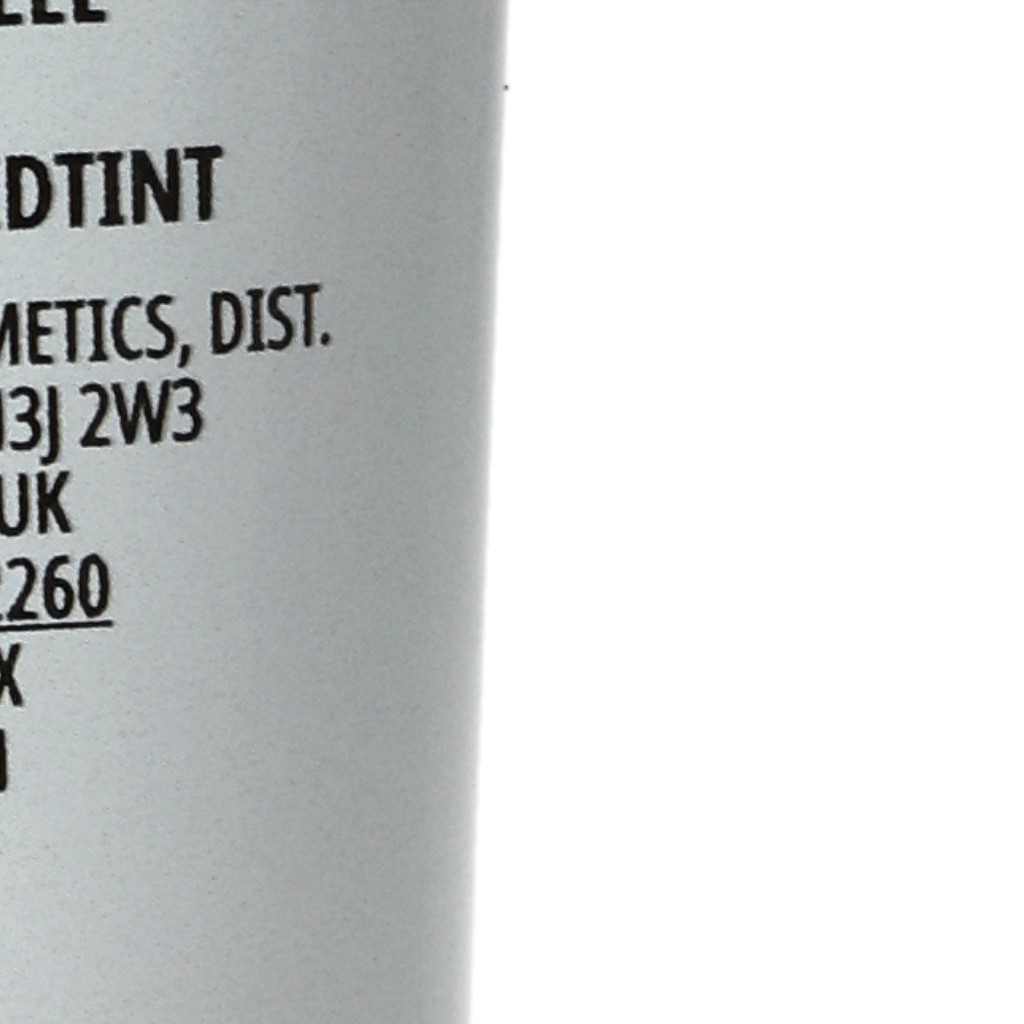 DTINT
METICS, DIST.
3J 2W3
UK
260
X